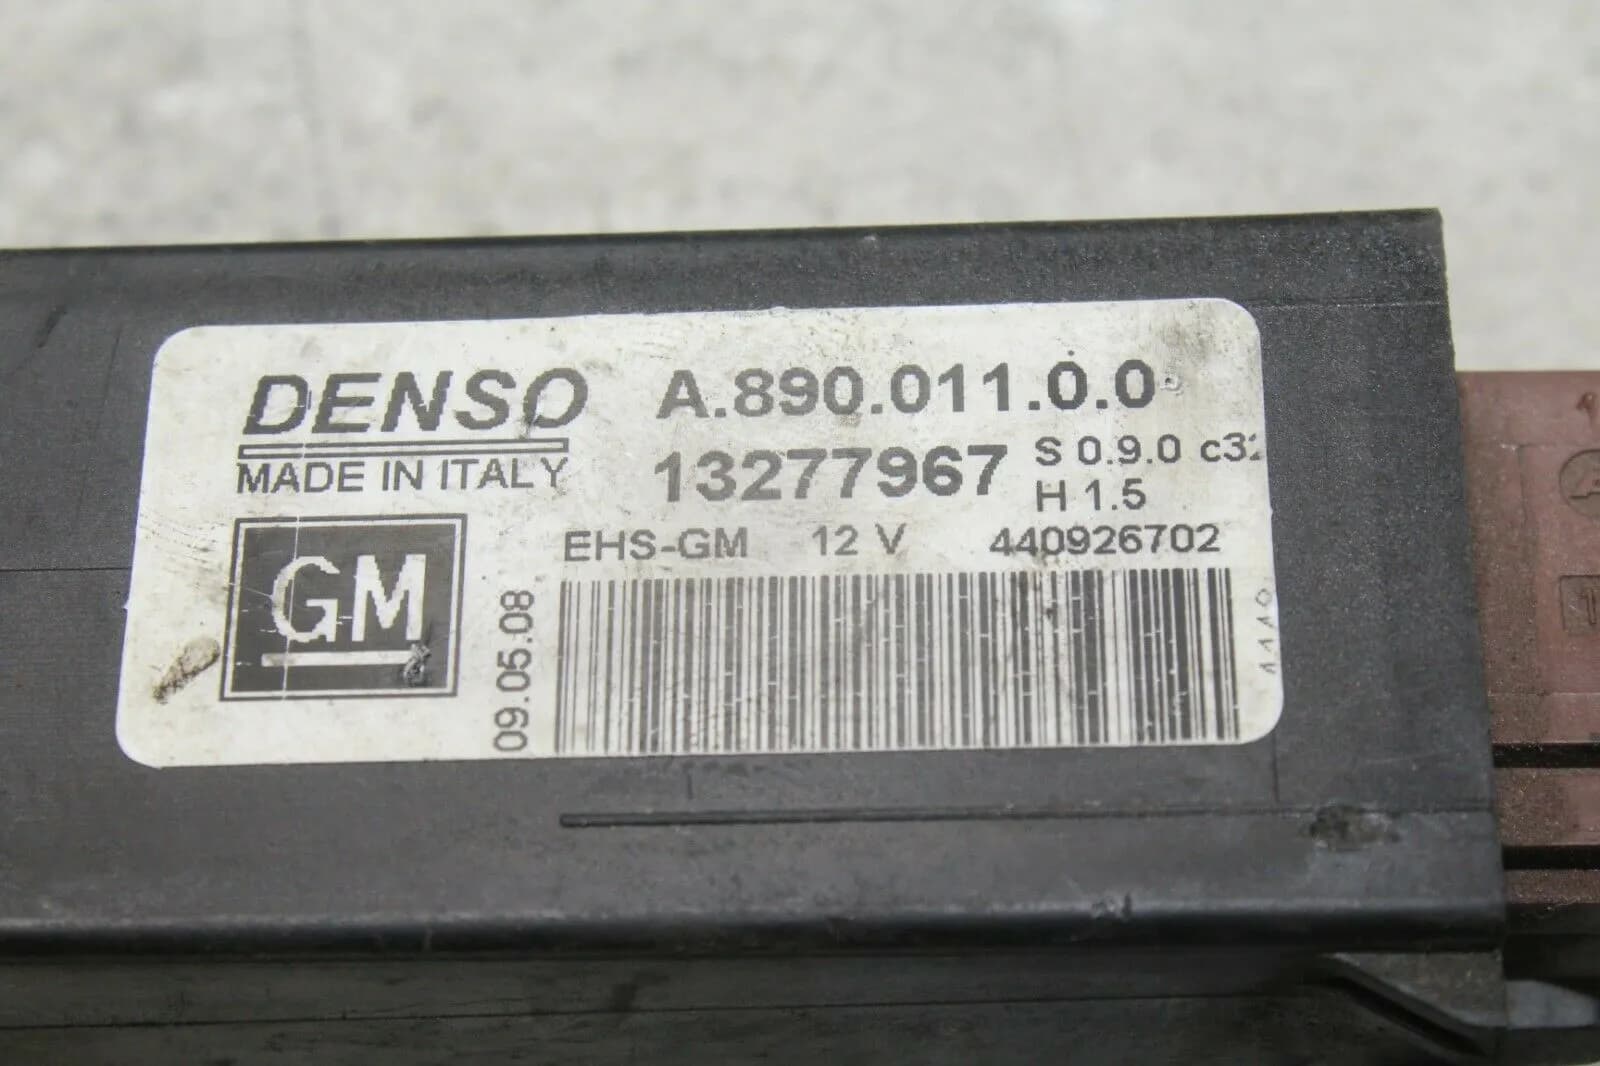 DENSO A.890.011.0.0
MADE IN ITALY 13277967 S 0.9.0
H 1.5
EHS-GM 12 V 440926702
GM
09.05.08